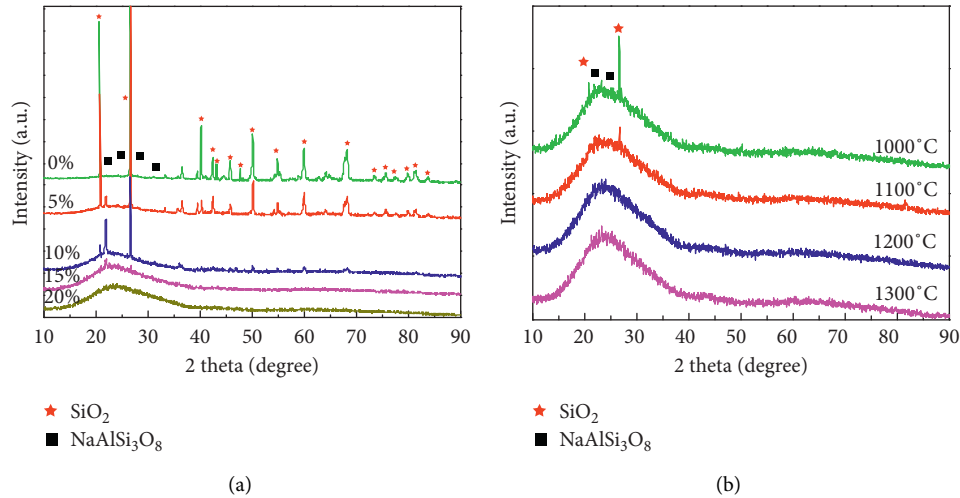 Intensity (a.u.)
0%
5%
10%
15%
20%
10 20 30 40 50 60 70 80 90
2 theta (degree)
★ SiO₂
■ NaAlSi₃O₈
(a)
Intensity (a.u.)
1000°C
1100°C
1200°C
1300°C
10 20 30 40 50 60 70 80 90
2 theta (degree)
★ SiO₂
■ NaAlSi₃O₈
(b)